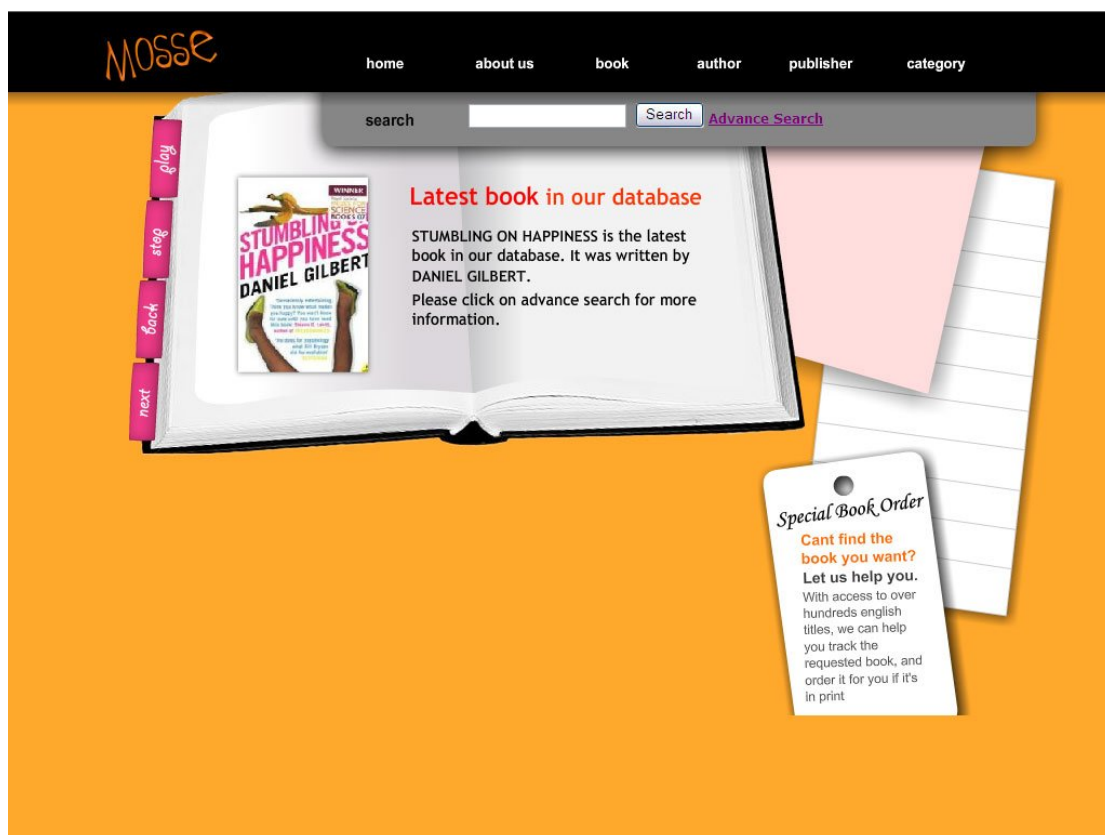 MOSSE
home about us book author publisher category
search Search Advance Search
play
stop
back
next
WINNER
SCIENCE
BOOKS 07
STUMBLING ON
HAPPINESS
DANIEL GILBERT
Latest book in our database
STUMBLING ON HAPPINESS is the latest
book in our database. It was written by
DANIEL GILBERT.
Please click on advance search for more
information.
Special Book Order
Cant find the
book you want?
Let us help you.
With access to over
hundreds english
titles, we can help
you track the
requested book, and
order it for you if it's
in print